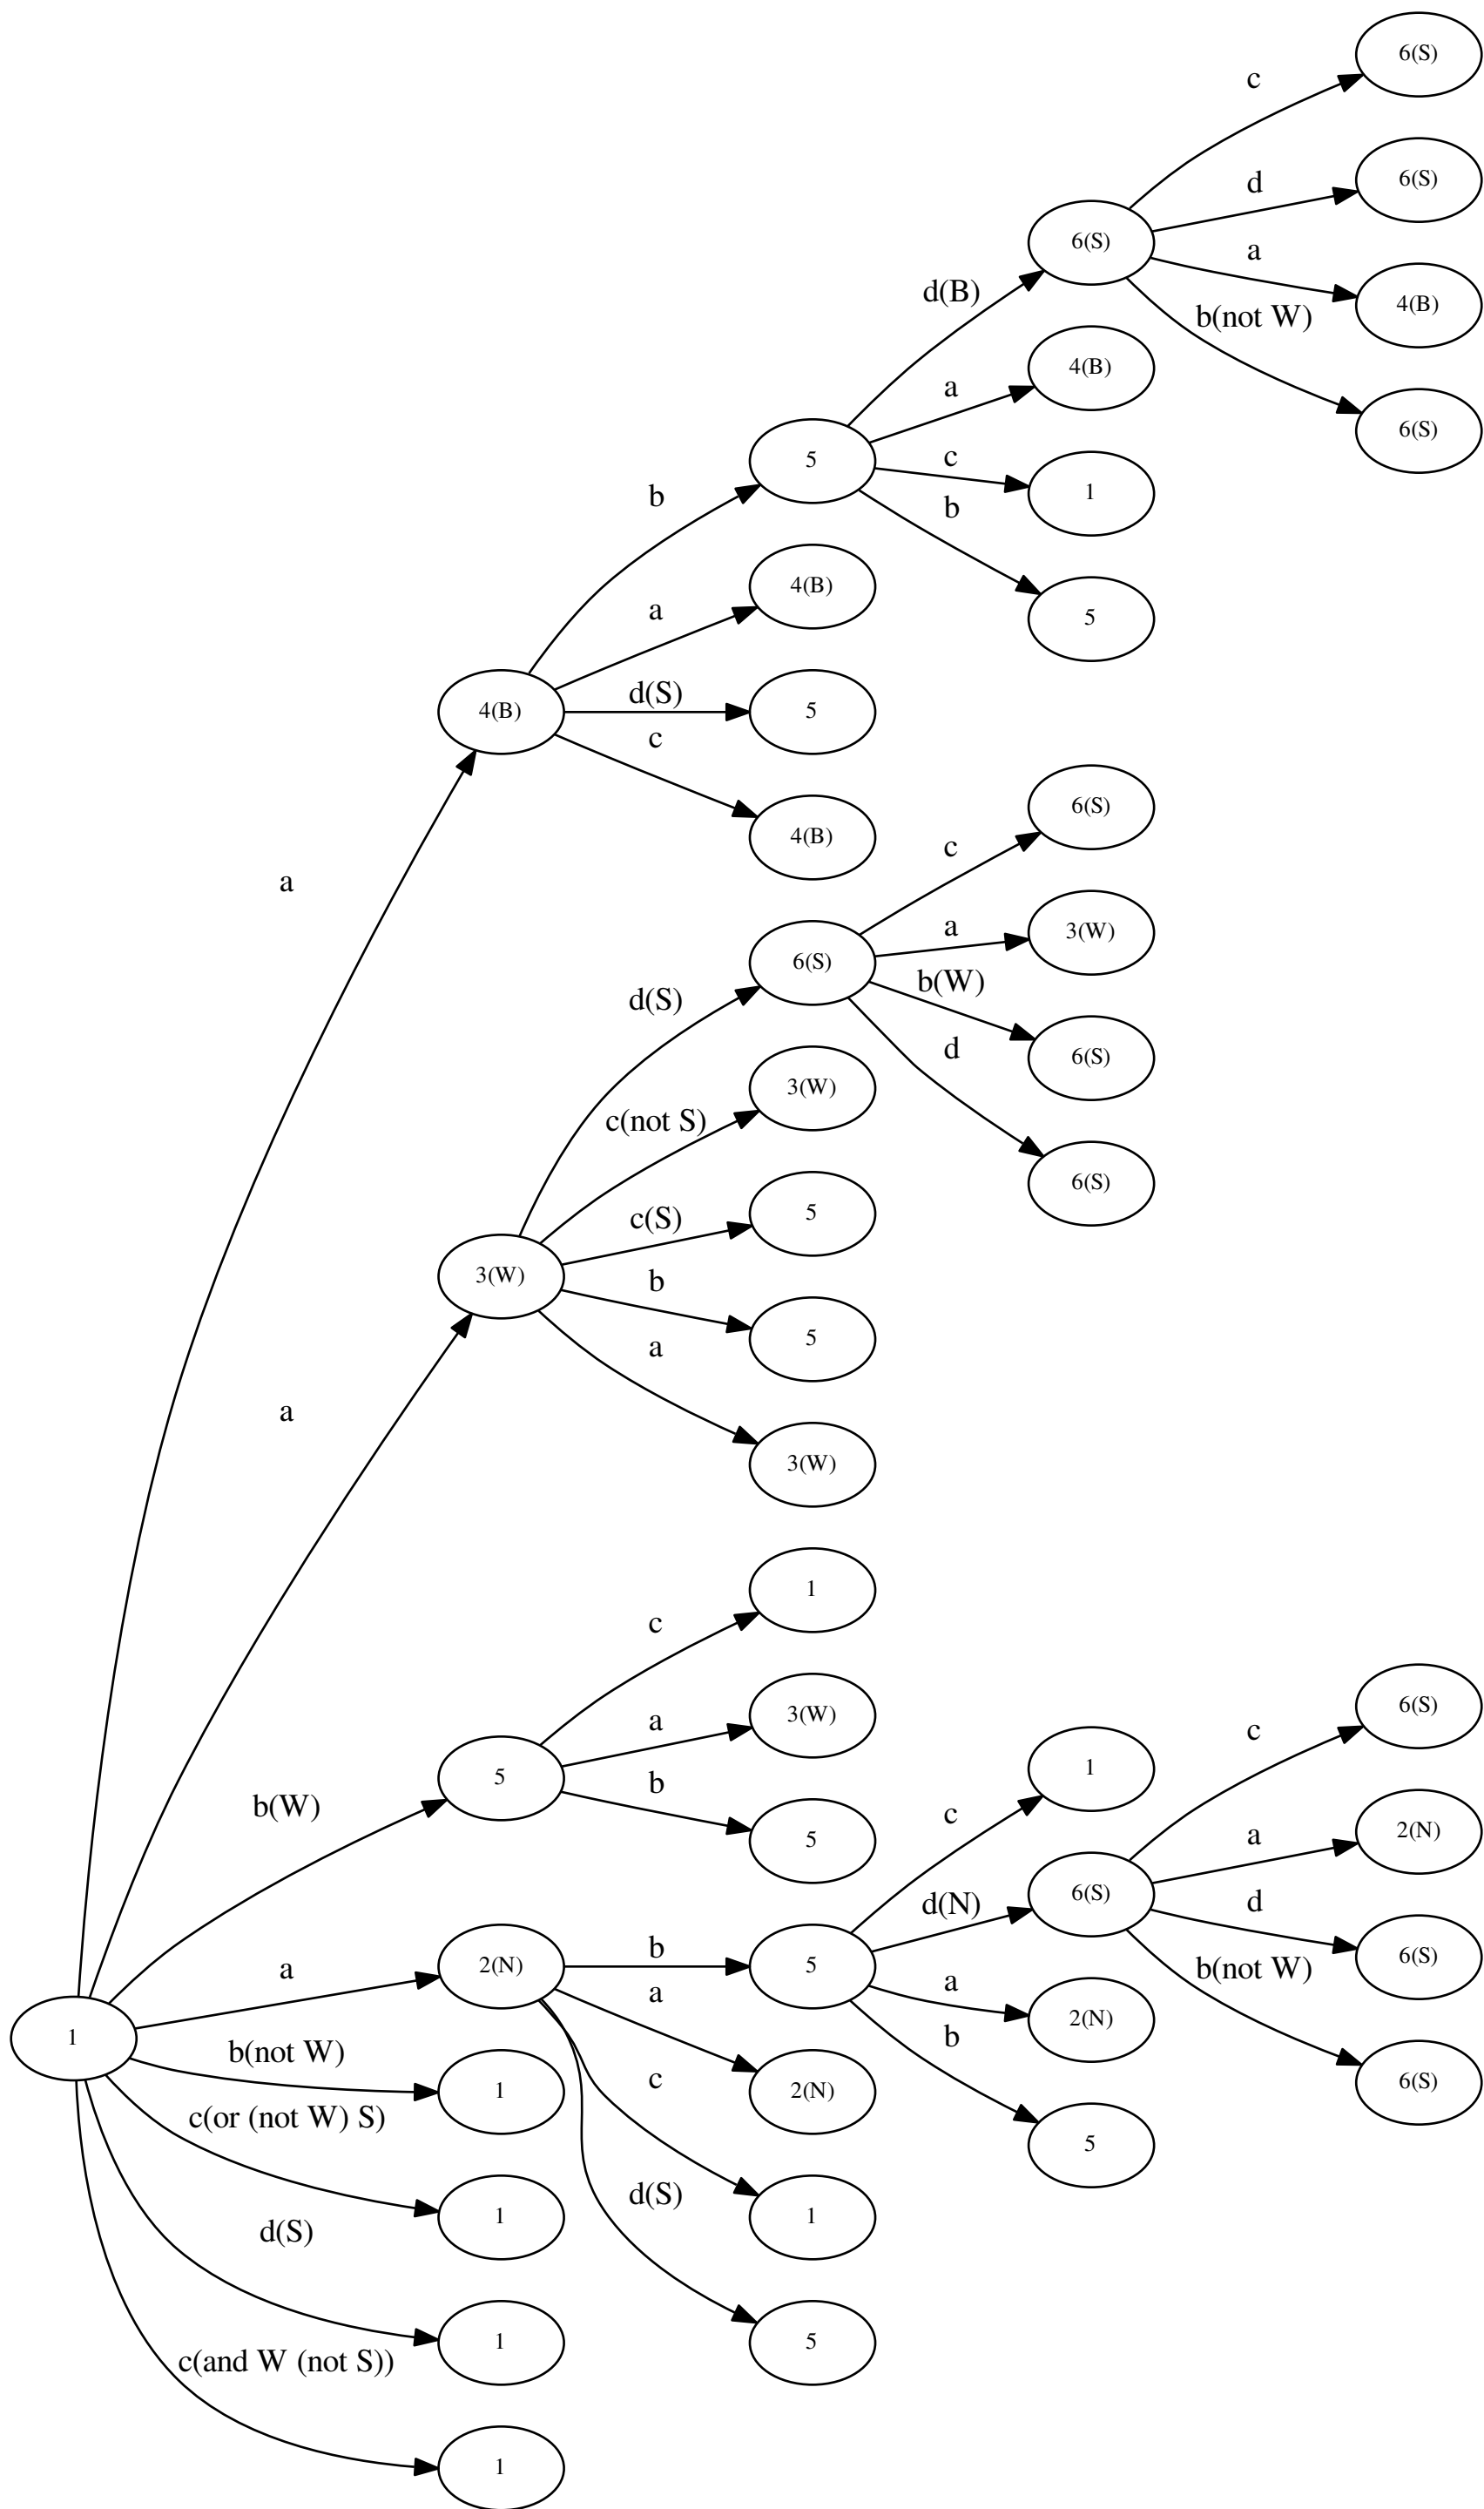 6(S)
c
6(S)
d
6(S)
a
d(B)
4(B)
b(not W)
4(B)
a
6(S)
5
c
1
b
b
4(B)
a
5
4(B)
d(S)
5
c
6(S)
4(B)
c
a
3(W)
a
6(S)
b(W)
d(S)
6(S)
d
3(W)
c(not S)
6(S)
5
c(S)
3(W)
b
5
a
a
3(W)
1
c
6(S)
3(W)
a
c
1
5
b
2(N)
b(W)
c
a
5
6(S)
d(N)
d
b
6(S)
2(N)
5
a
a
b(not W)
a
2(N)
1
b
b(not W)
c
2(N)
6(S)
1
c(or (not W) S)
5
d(S)
1
1
d(S)
1
5
c(and W (not S))
1